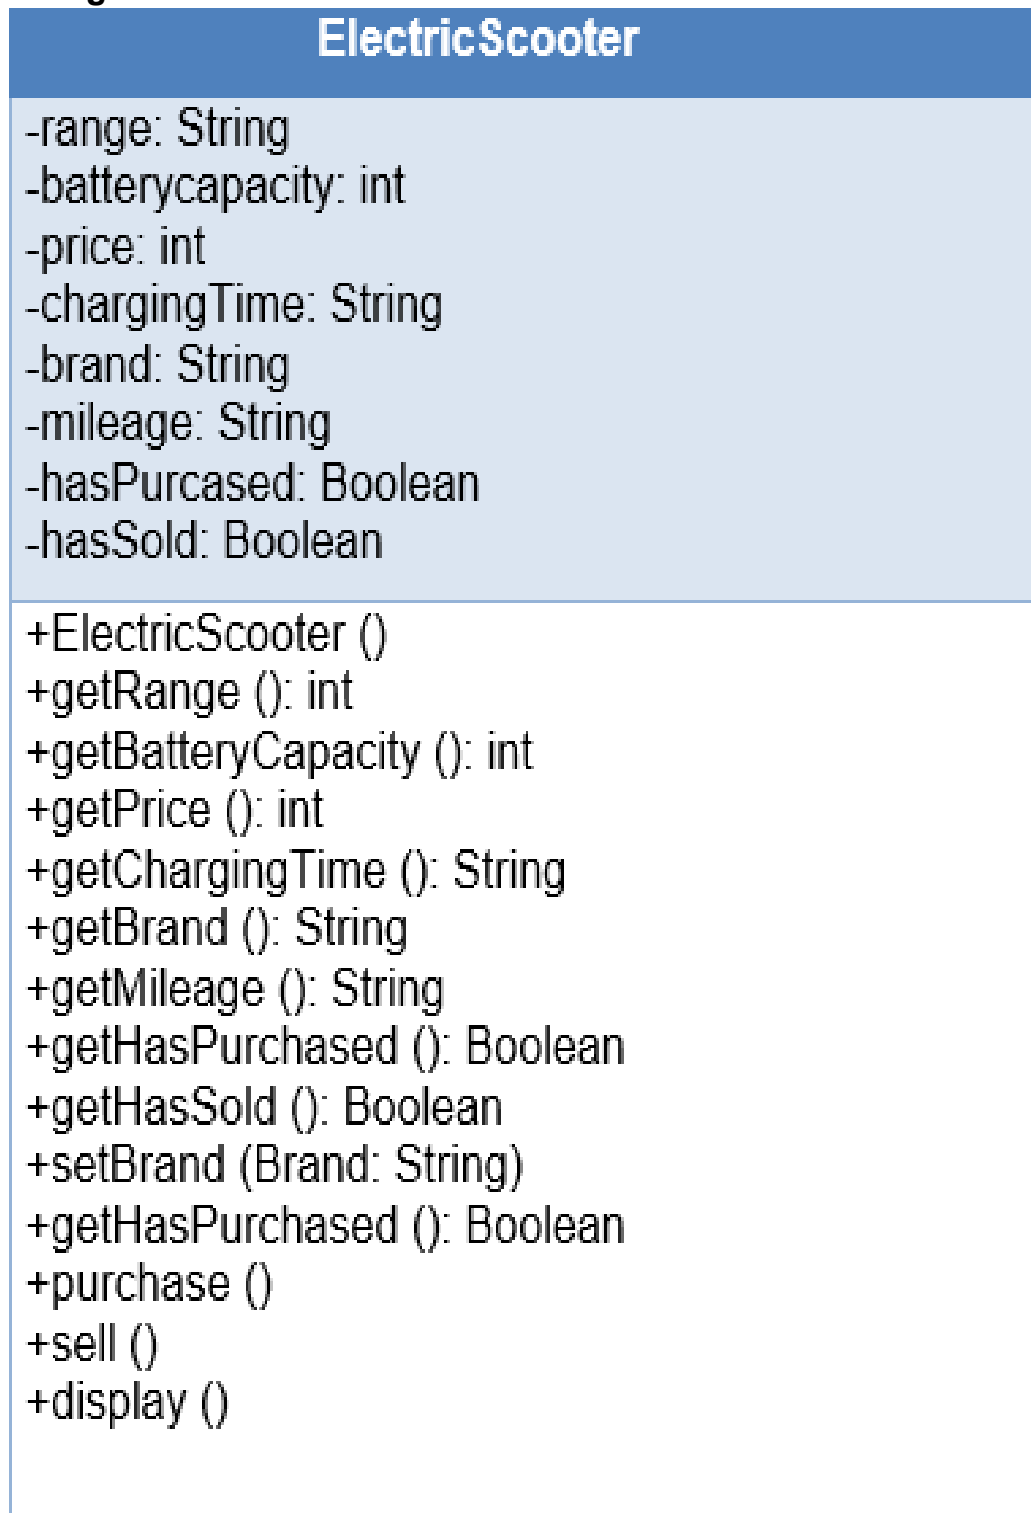 ElectricScooter
-range: String
-batterycapacity: int
-price: int
-chargingTime: String
-brand: String
-mileage: String
-hasPurcased: Boolean
-hasSold: Boolean
+ElectricScooter ()
+getRange (): int
+getBatteryCapacity (): int
+getPrice (): int
+getChargingTime (): String
+getBrand (): String
+getMileage (): String
+getHasPurchased (): Boolean
+getHasSold (): Boolean
+setBrand (Brand: String)
+getHasPurchased (): Boolean
+purchase ()
+sell ()
+display ()